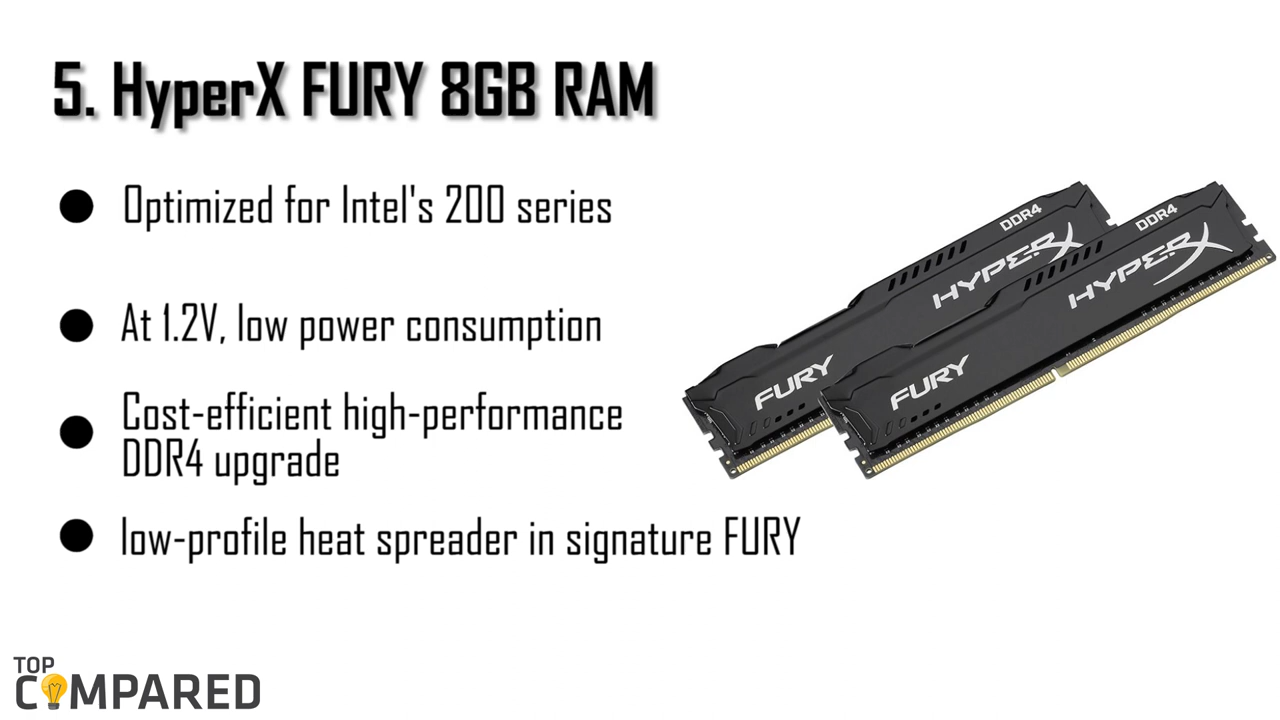 5. HyperX FURY 8GB RAM
Optimized for Intel's 200 series
At 1.2V, low power consumption
Cost-efficient high-performance
DDR4 upgrade
low-profile heat spreader in signature FURY
DDR4
HYPERX
FURY
DDR4
HYPERX
FURY
TOP
COMPARED